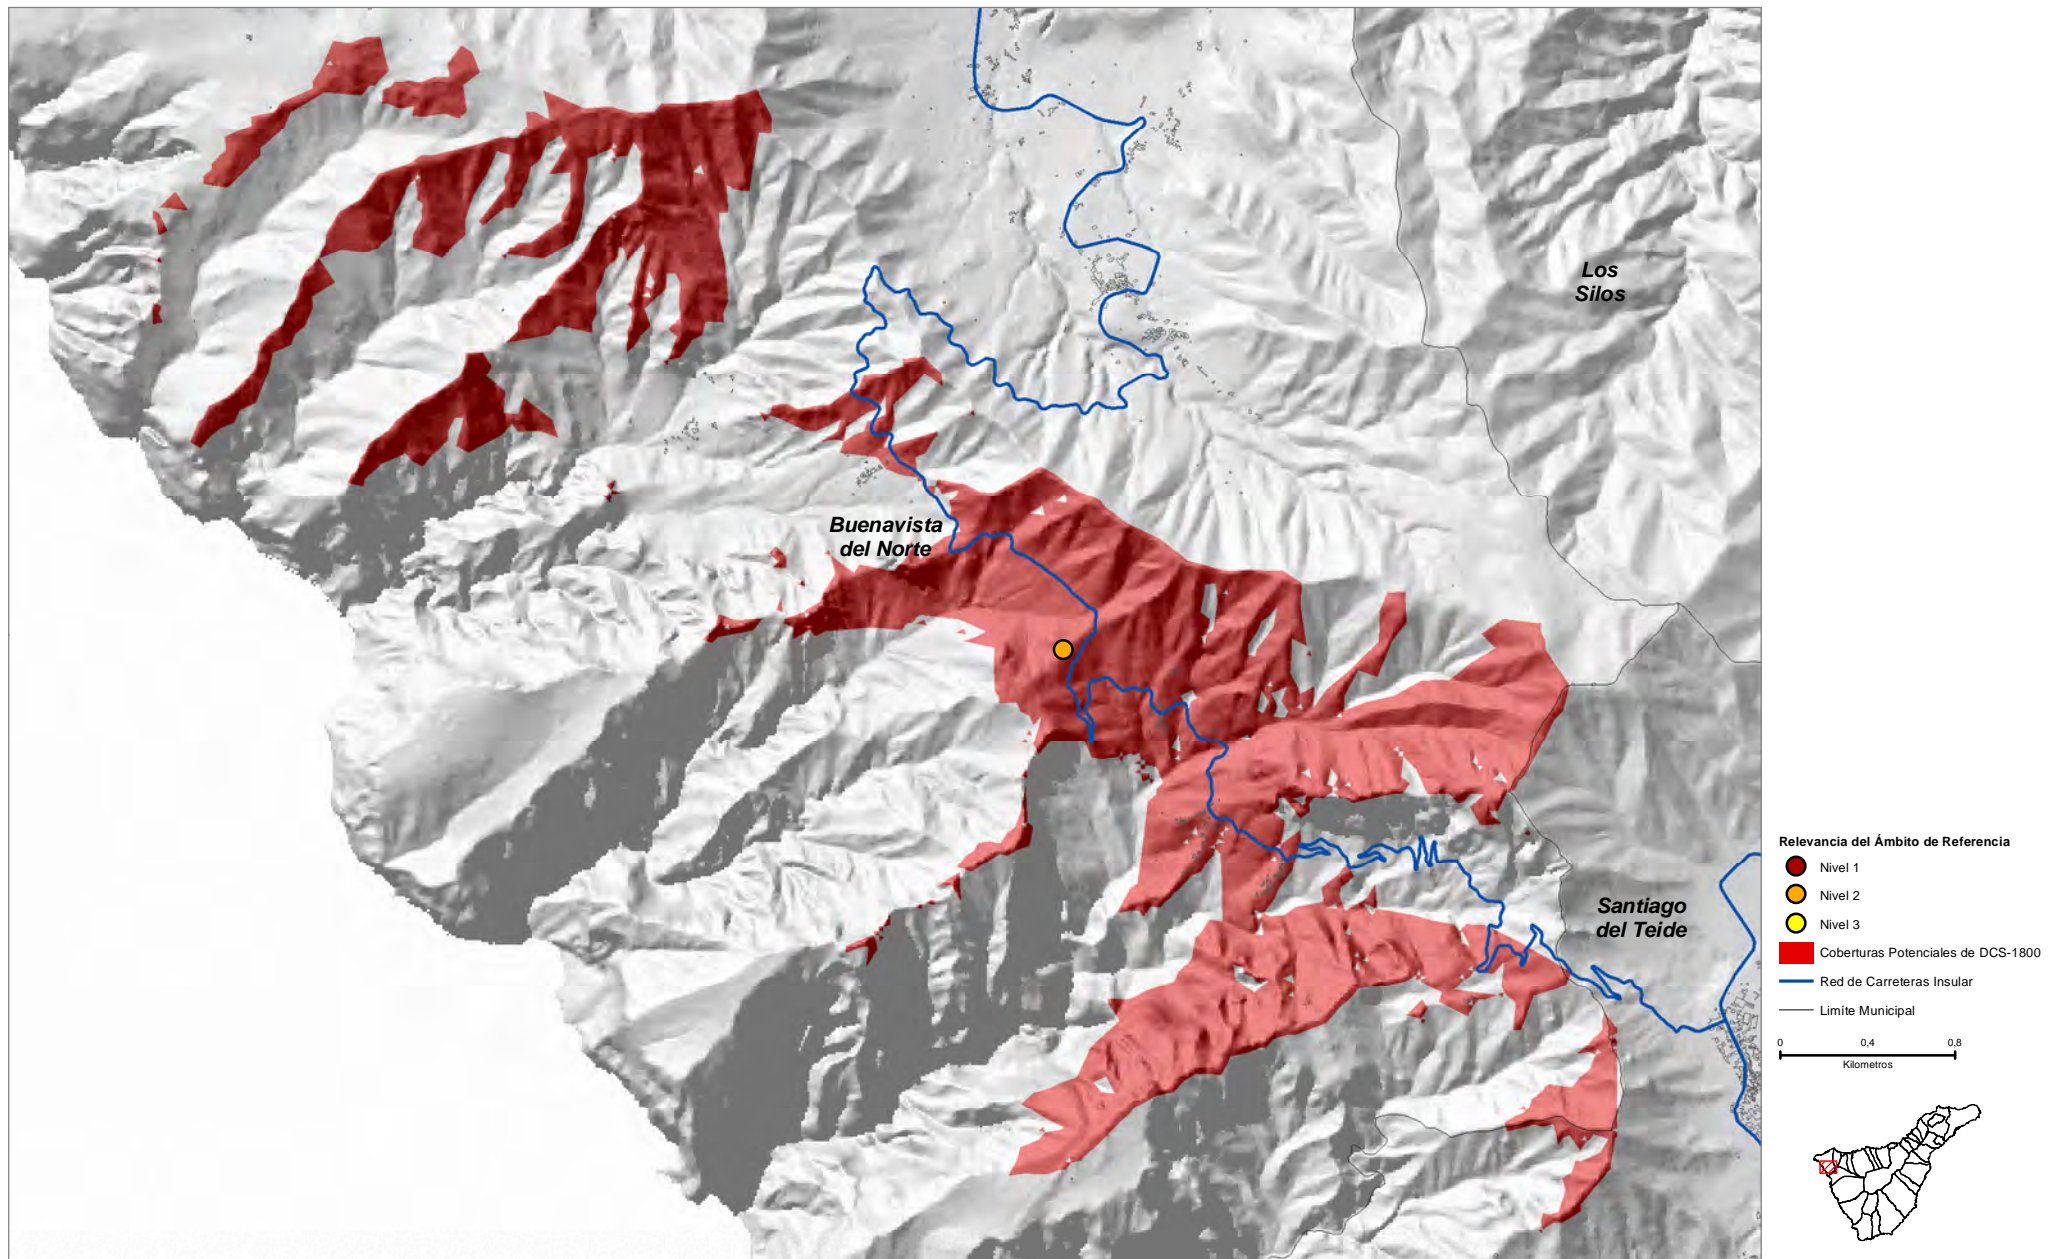 Los
Silos
Buenavista
del Norte
Santiago
del Teide
Relevancia del Ámbito de Referencia
Nivel 1
Nivel 2
Nivel 3
Coberturas Potenciales de DCS-1800
Red de Carreteras Insular
Limíte Municipal
0 0,4 0,8
Kilometros